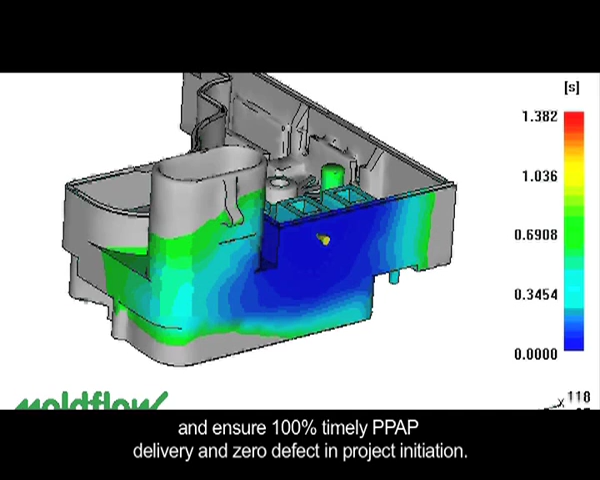 [s]
1.382
1.036
0.6908
0.3454
0.0000
moldflow
118
and ensure 100% timely PPAP
delivery and zero defect in project initiation.